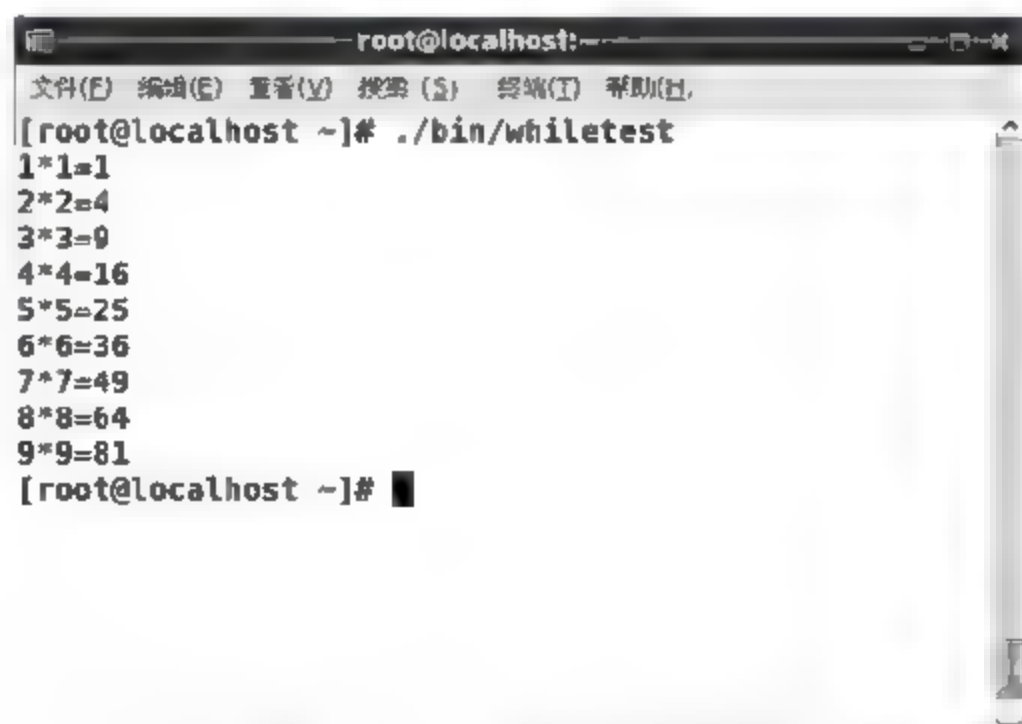 root@localhost:~
文件(F) 编辑(E) 查看(V) 搜索 (S) 终端(T) 帮助(H)
[root@localhost ~]# ./bin/whiletest
1*1=1
2*2=4
3*3=9
4*4=16
5*5=25
6*6=36
7*7=49
8*8=64
9*9=81
[root@localhost ~]#